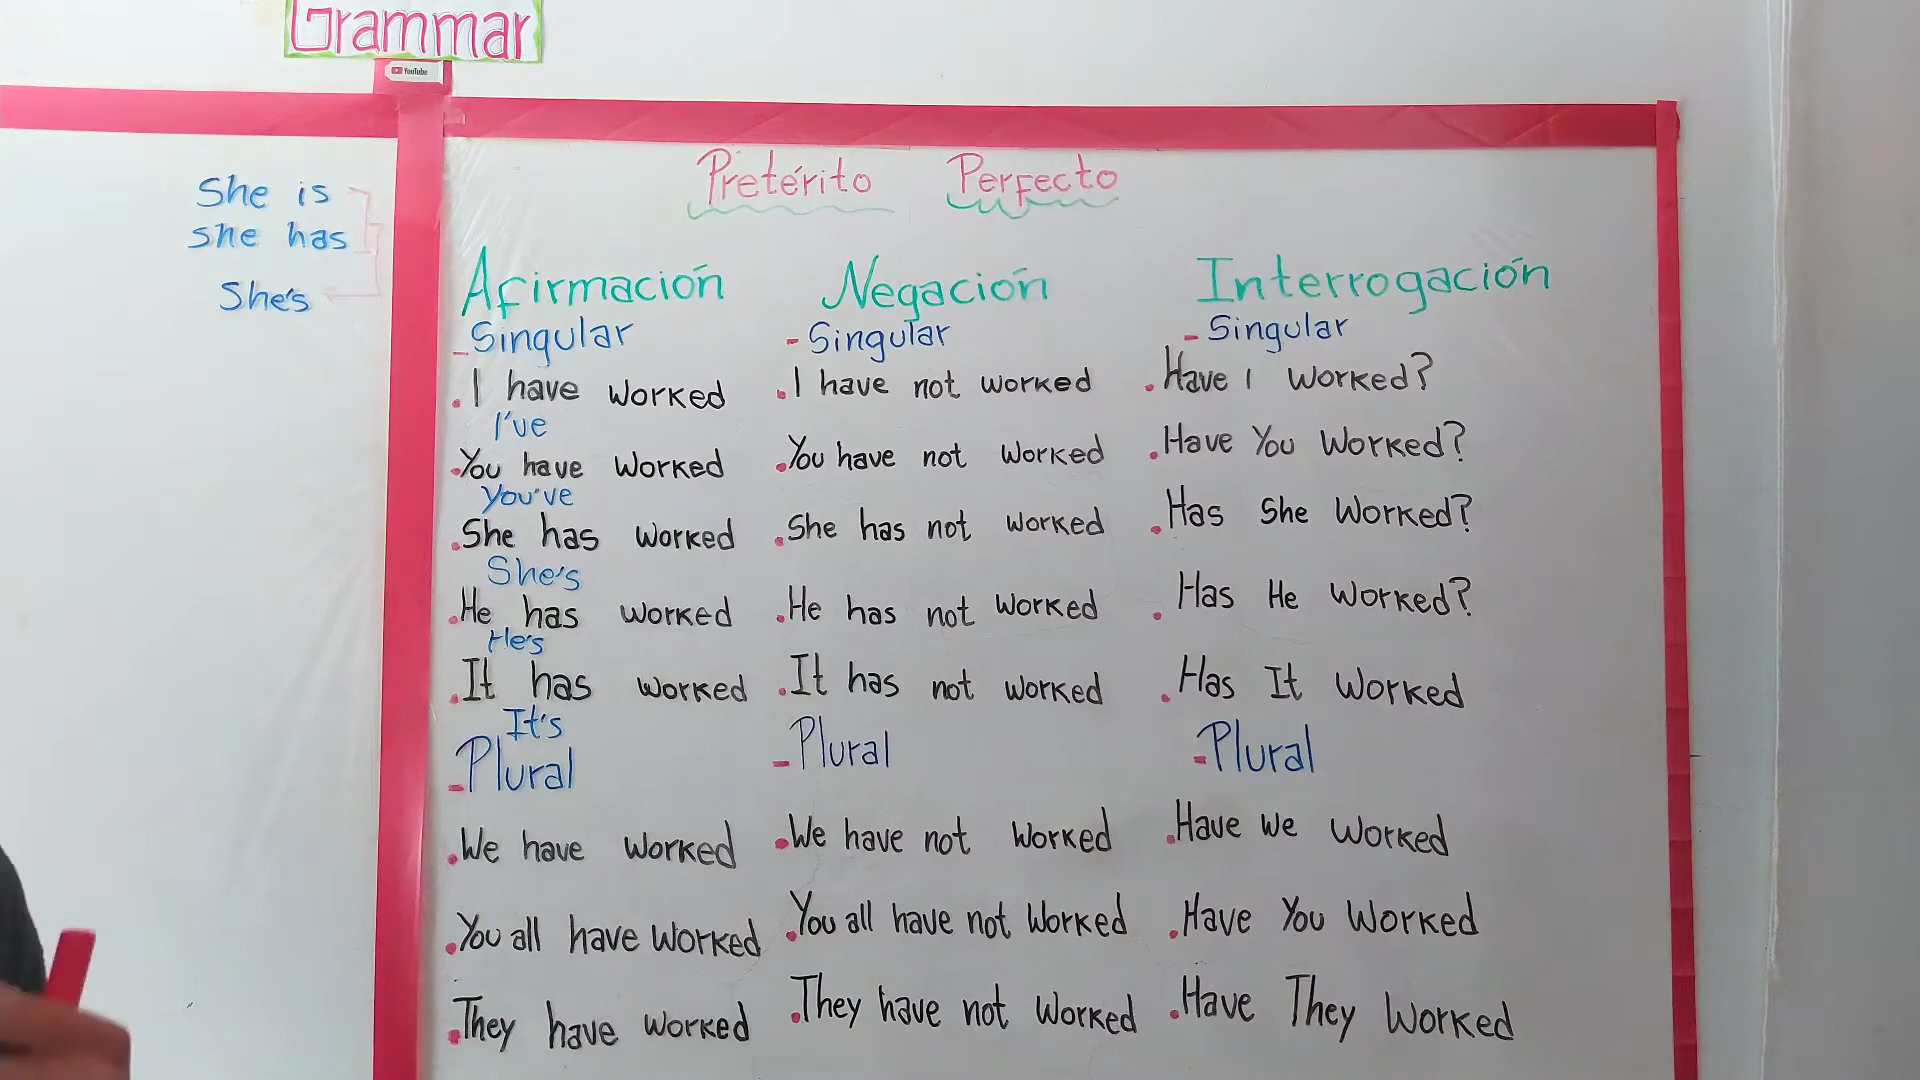 Grammar
YouTube
She is
she has
She's
Pretérito Perfecto
Afirmación
-Singular
.I have worked
I've
.You have worked
You've
.She has worked
She's
.He has worked
He's
.It has worked
It's
-Plural
.We have worked
.You all have worked
.They have worked
Negación
-Singular
.I have not worked
.You have not worked
.She has not worked
.He has not worked
.It has not worked
-Plural
.We have not worked
.You all have not worked
.They have not worked
Interrogación
-Singular
.Have I worked?
.Have You worked?
.Has She worked?
.Has He worked?
.Has It worked
-Plural
.Have we worked
.Have You worked
.Have They worked